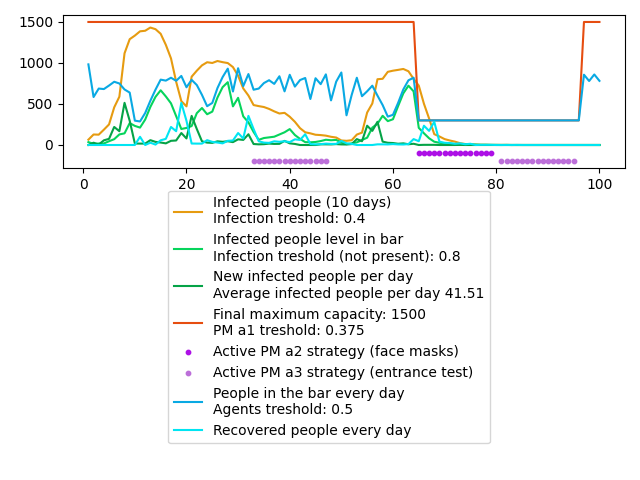 1500
1000
500
0
0 20 40 60 80 100
Infected people (10 days)
Infection treshold: 0.4
Infected people level in bar
Infection treshold (not present): 0.8
New infected people per day
Average infected people per day 41.51
Final maximum capacity: 1500
PM a1 treshold: 0.375
Active PM a2 strategy (face masks)
Active PM a3 strategy (entrance test)
People in the bar every day
Agents treshold: 0.5
Recovered people every day